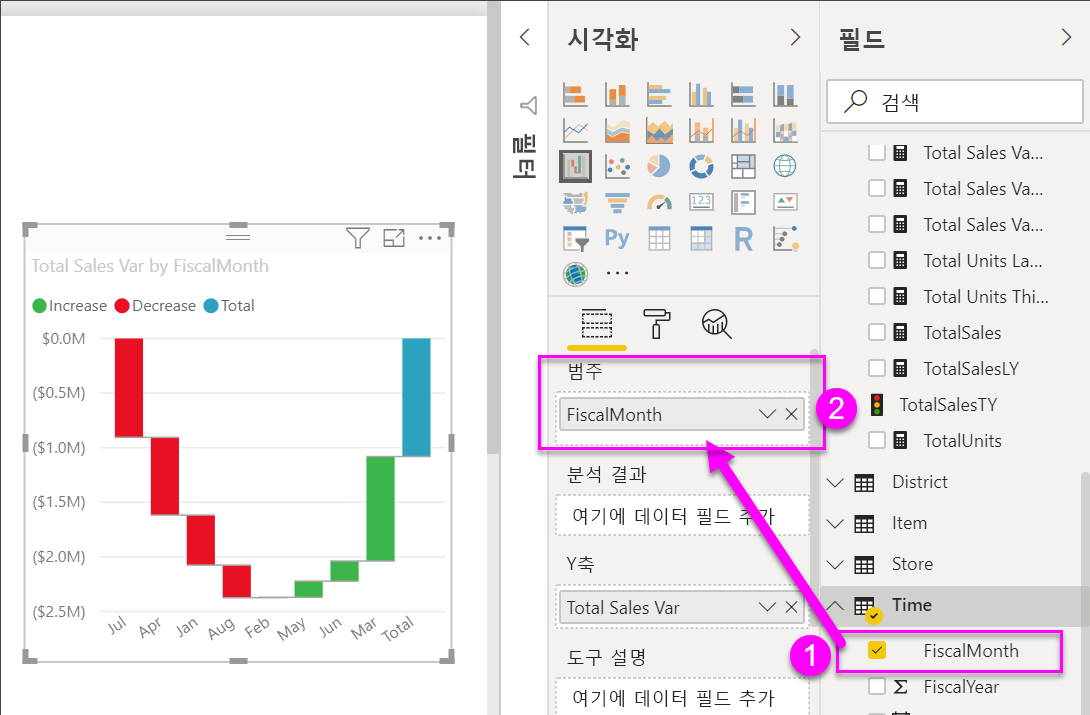 Total Sales Var by FiscalMonth
Increase Decrease Total
$0.0M
($0.5M)
($1.0M)
($1.5M)
($2.0M)
($2.5M)
Jul Apr Jan Aug Feb May Jun Mar Total
필터
시각화
123
Py
R
범주
FiscalMonth
2
분석 결과
여기에 데이터 필드 추가
Y축
Total Sales Var
도구 설명
여기에 데이터 필드 추가
필드
검색
Total Sales Va...
Total Sales Va...
Total Sales Va...
Total Units La...
Total Units Thi...
TotalSales
TotalSalesLY
TotalSalesTY
TotalUnits
District
Item
Store
Time
1
FiscalMonth
Σ FiscalYear